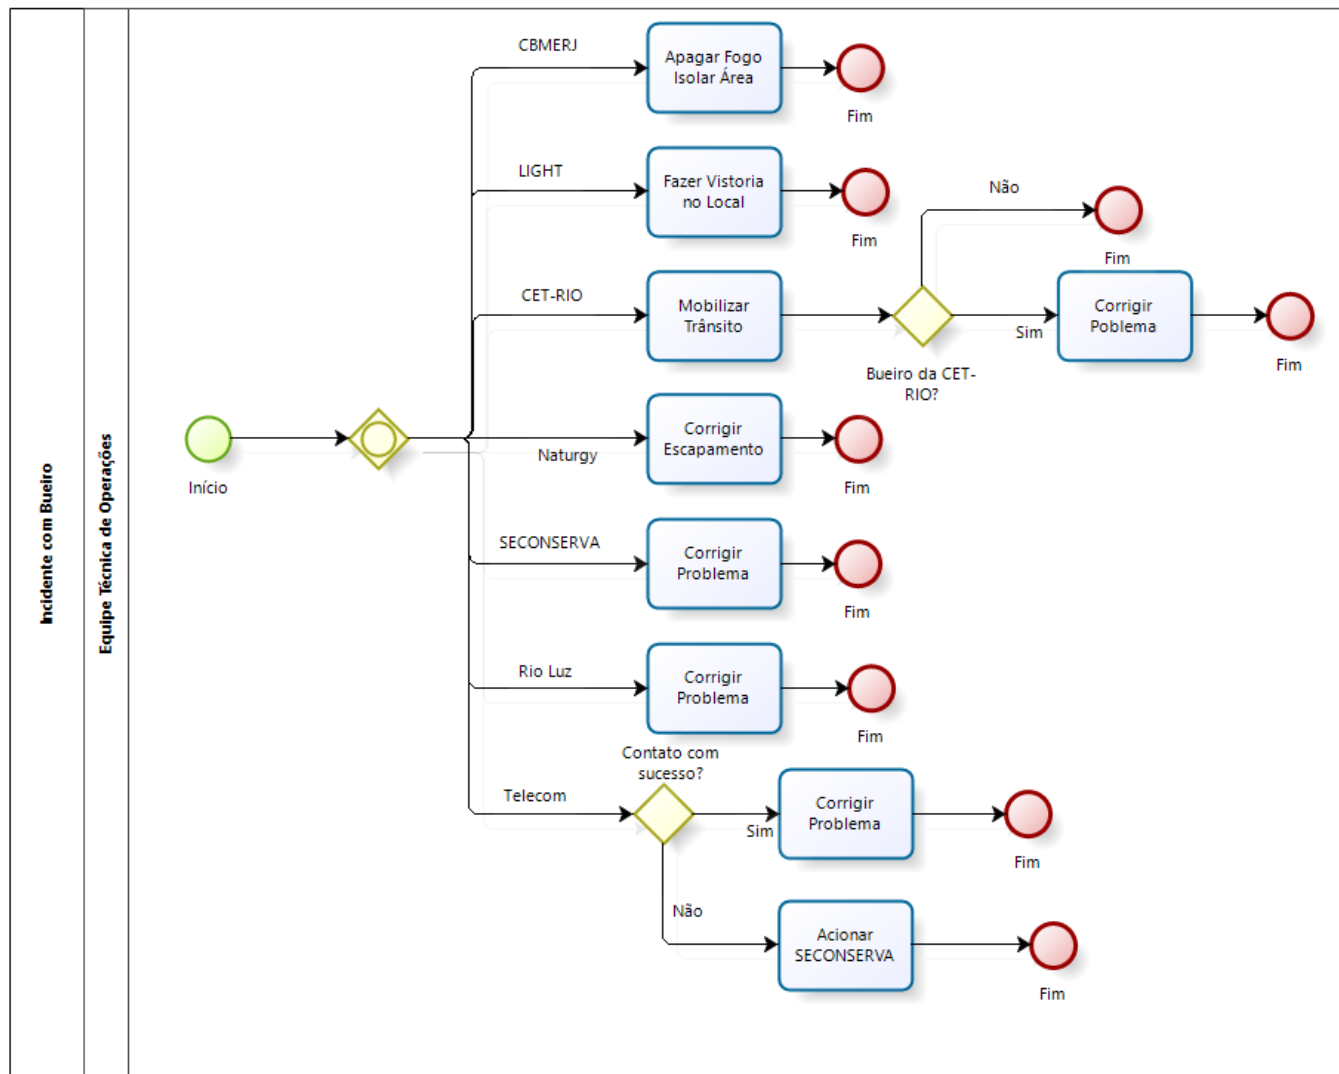 Incidente com Bueiro
Equipe Técnica de Operações
Início
CBMERJ
Apagar Fogo
Isolar Área
Fim
LIGHT
Fazer Vistoria
no Local
Fim
CET-RIO
Mobilizar
Trânsito
Bueiro da CET-
RIO?
Não
Fim
Sim
Corrigir
Poblema
Fim
Naturgy
Corrigir
Escapamento
Fim
SECONSERVA
Corrigir
Problema
Fim
Rio Luz
Corrigir
Problema
Fim
Telecom
Contato com
sucesso?
Sim
Corrigir
Problema
Fim
Não
Acionar
SECONSERVA
Fim